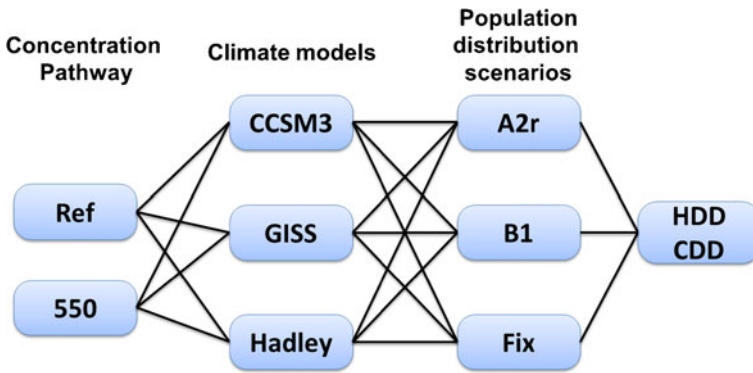 Concentration
Pathway
Climate models
Population
distribution
scenarios
CCSM3
A2r
Ref
GISS
B1
HDD
CDD
550
Hadley
Fix